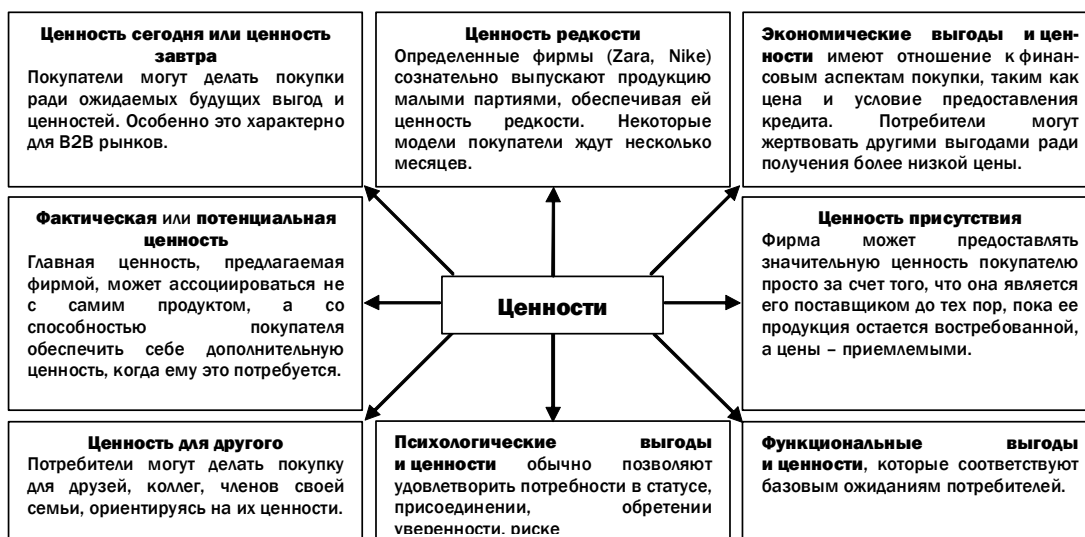 Ценность сегодня или ценность
завтра
Покупатели могут делать покупки
ради ожидаемых будущих выгод и
ценностей. Особенно это характерно
для B2B рынков.
Ценность редкости
Определенные фирмы (Zara, Nike)
сознательно выпускают продукцию
малыми партиями, обеспечивая ей
ценность редкости. Некоторые
модели покупатели ждут несколько
месяцев.
Экономические выгоды и цен-
ности имеют отношение к финан-
совым аспектам покупки, таким как
цена и условие предоставления
кредита. Потребители могут
жертвовать другими выгодами ради
получения более низкой цены.
Фактическая или потенциальная
ценность
Главная ценность, предлагаемая
фирмой, может ассоциироваться не
с самим продуктом, а со
способностью покупателя
обеспечить себе дополнительную
ценность, когда ему это потребуется.
Ценности
Ценность присутствия
Фирма может предоставлять
значительную ценность покупателю
просто за счет того, что она является
его поставщиком до тех пор, пока ее
продукция остается востребованной,
а цены – приемлемыми.
Ценность для другого
Потребители могут делать покупку
для друзей, коллег, членов своей
семьи, ориентируясь на их ценности.
Психологические выгоды
и ценности обычно позволяют
удовлетворить потребности в статусе,
присоединении, обретении
уверенности, риске
Функциональные выгоды
и ценности, которые соответствуют
базовым ожиданиям потребителей.